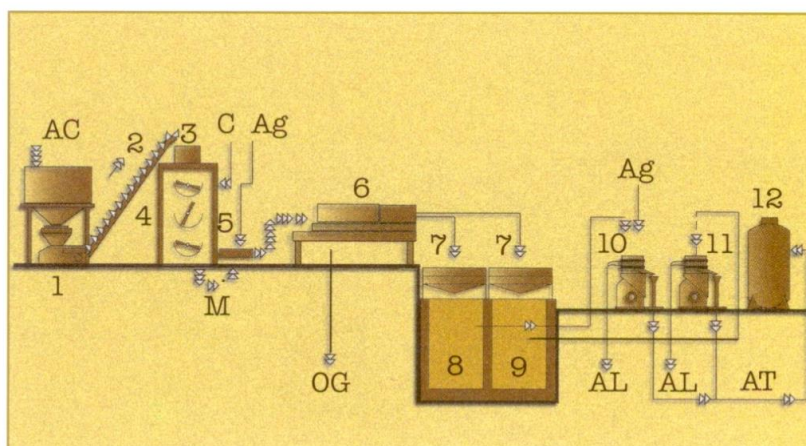 AC 2 3 C Ag
4 5 6
1 M OG
7 7
8 9
Ag
10 11 12
AL AL AT